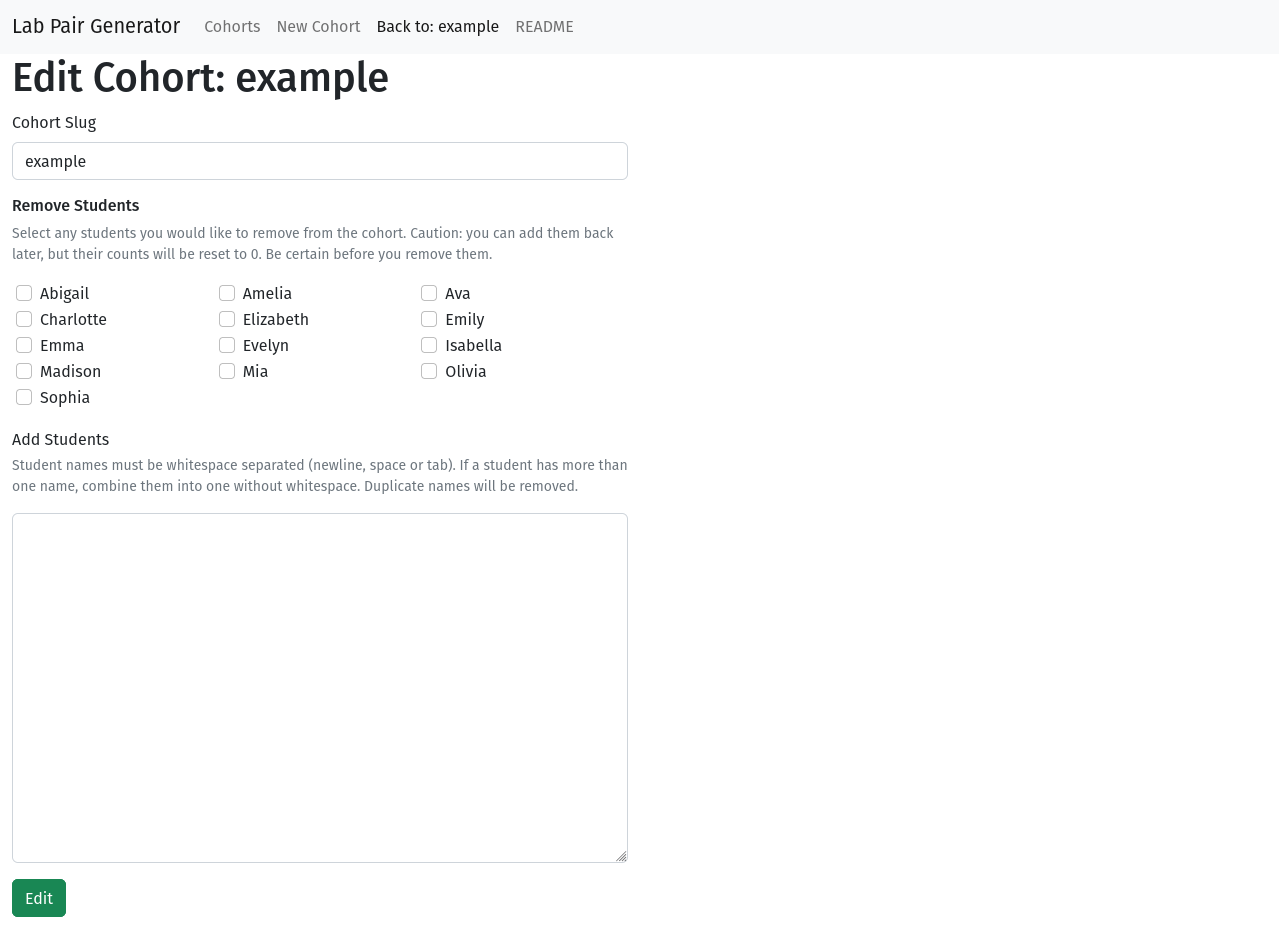 Lab Pair Generator Cohorts New Cohort Back to: example README
Edit Cohort: example
Cohort Slug
example
Remove Students
Select any students you would like to remove from the cohort. Caution: you can add them back
later, but their counts will be reset to 0. Be certain before you remove them.
Abigail Amelia Ava
Charlotte Elizabeth Emily
Emma Evelyn Isabella
Madison Mia Olivia
Sophia
Add Students
Student names must be whitespace separated (newline, space or tab). If a student has more than
one name, combine them into one without whitespace. Duplicate names will be removed.
Edit